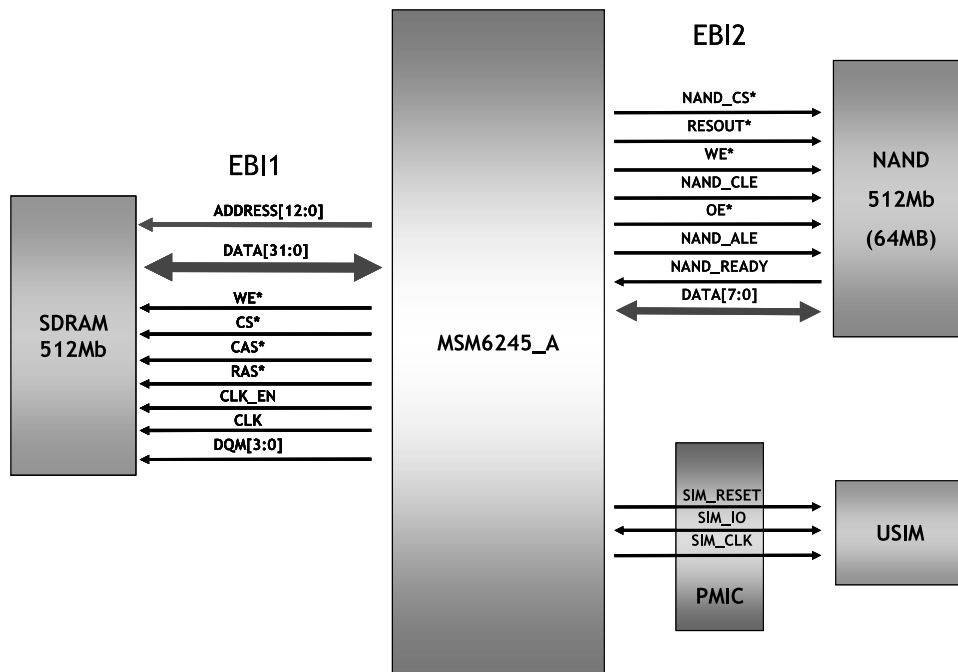 EBI1
SDRAM
512Mb
ADDRESS[12:0]
DATA[31:0]
WE*
CS*
CAS*
RAS*
CLK_EN
CLK
DQM[3:0]
MSM6245_A
EBI2
NAND_CS*
RESOUT*
WE*
NAND_CLE
OE*
NAND_ALE
NAND_READY
DATA[7:0]
NAND
512Mb
(64MB)
SIM_RESET
SIM_IO
SIM_CLK
PMIC
USIM